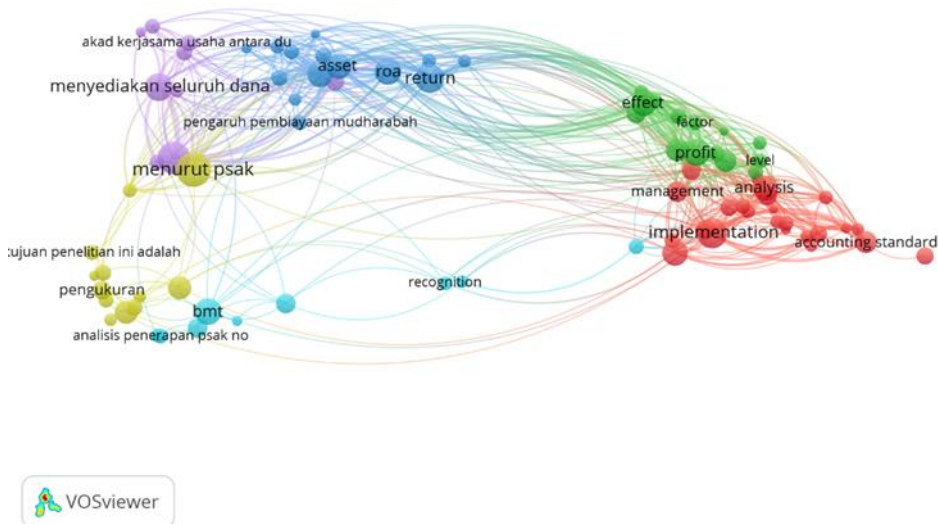 akad kerjasama usaha antara du
asset
roa
return
menyediakan seluruh dana
effect
factor
pengaruh pembiayaan mudharabah
profit
level
menurut psak
management
analysis
implementation
accounting standard
tujuan penelitian ini adalah
recognition
pengukuran
bmt
analisis penerapan psak no
VOSviewer